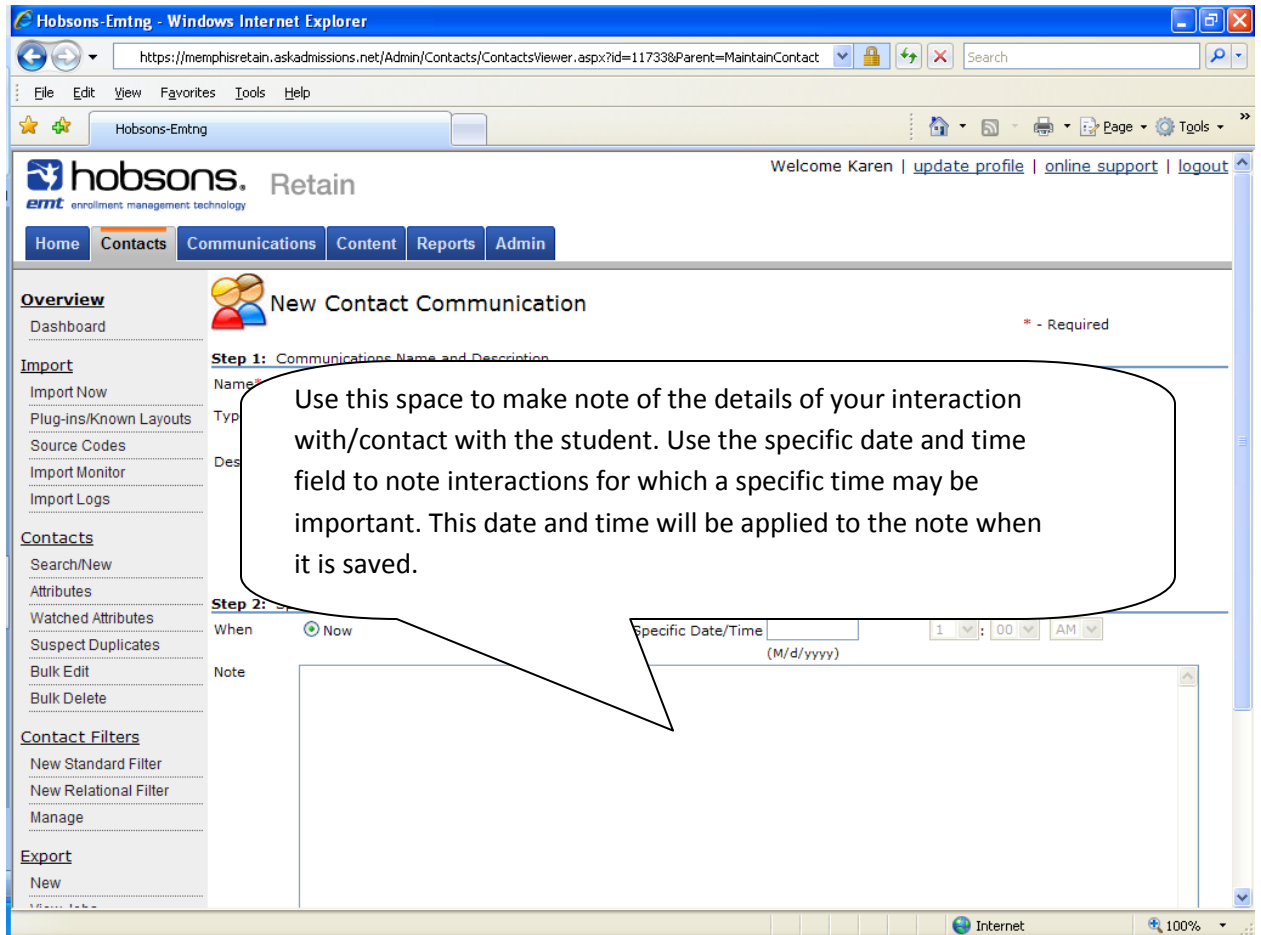 Hobsons-Emtng - Windows Internet Explorer
https://memphisretain.askadmissions.net/Admin/Contacts/ContactsViewer.aspx?id=117338&Parent=MaintainContact
Search
File Edit View Favorites Tools Help
Hobsons-Emtng
Page Tools
hobsons. Retain
emt enrollment management technology
Welcome Karen | update profile | online support | logout
Home Contacts Communications Content Reports Admin
Overview
Dashboard
Import
Import Now
Plug-ins/Known Layouts
Source Codes
Import Monitor
Import Logs
Contacts
Search/New
Attributes
Watched Attributes
Suspect Duplicates
Bulk Edit
Bulk Delete
Contact Filters
New Standard Filter
New Relational Filter
Manage
Export
New
New Contact Communication
* - Required
Step 1: Communications Name and Description
Name*
Use this space to make note of the details of your interaction
with/contact with the student. Use the specific date and time
field to note interactions for which a specific time may be
important. This date and time will be applied to the note when
it is saved.
Step 2:
When Now Specific Date/Time 1 : 00 AM
(M/d/yyyy)
Note
Internet 100%